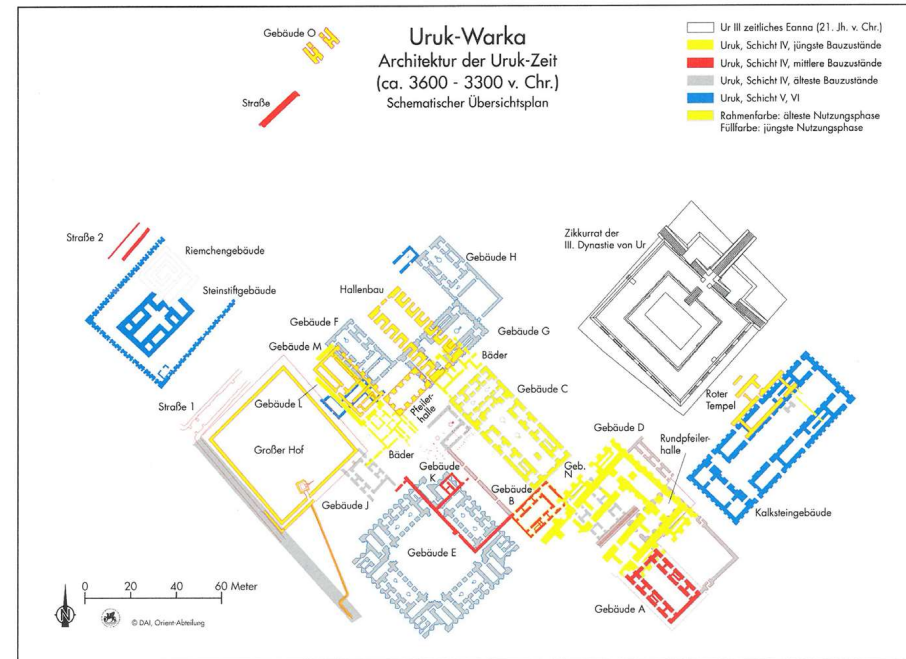 Uruk-Warka
Architektur der Uruk-Zeit
(ca. 3600 - 3300 v. Chr.)
Schematischer Übersichtsplan
Ur III zeitliches Eanna (21. Jh. v. Chr.)
Uruk, Schicht IV, jüngste Bauzustände
Uruk, Schicht IV, mittlere Bauzustände
Uruk, Schicht IV, älteste Bauzustände
Uruk, Schicht V, VI
Rahmenfarbe: älteste Nutzungsphase
Füllfarbe: jüngste Nutzungsphase
Gebäude O
Straße
Straße 2
Riemchengebäude
Steinstiftgebäude
Zikkurrat der
III. Dynastie von Ur
Gebäude H
Hallenbau
Gebäude F
Gebäude G
Gebäude M
Bäder
Gebäude C
Gebäude L
Pfeiler-
halle
Straße 1
Roter
Tempel
Gebäude D
Rundpfeiler-
halle
Großer Hof
Bäder
Gebäude
K
Geb.
N
Gebäude
B
Gebäude J
Kalksteingebäude
Gebäude E
Gebäude A
0 20 40 60 Meter
N
© DAI, Orient-Abteilung